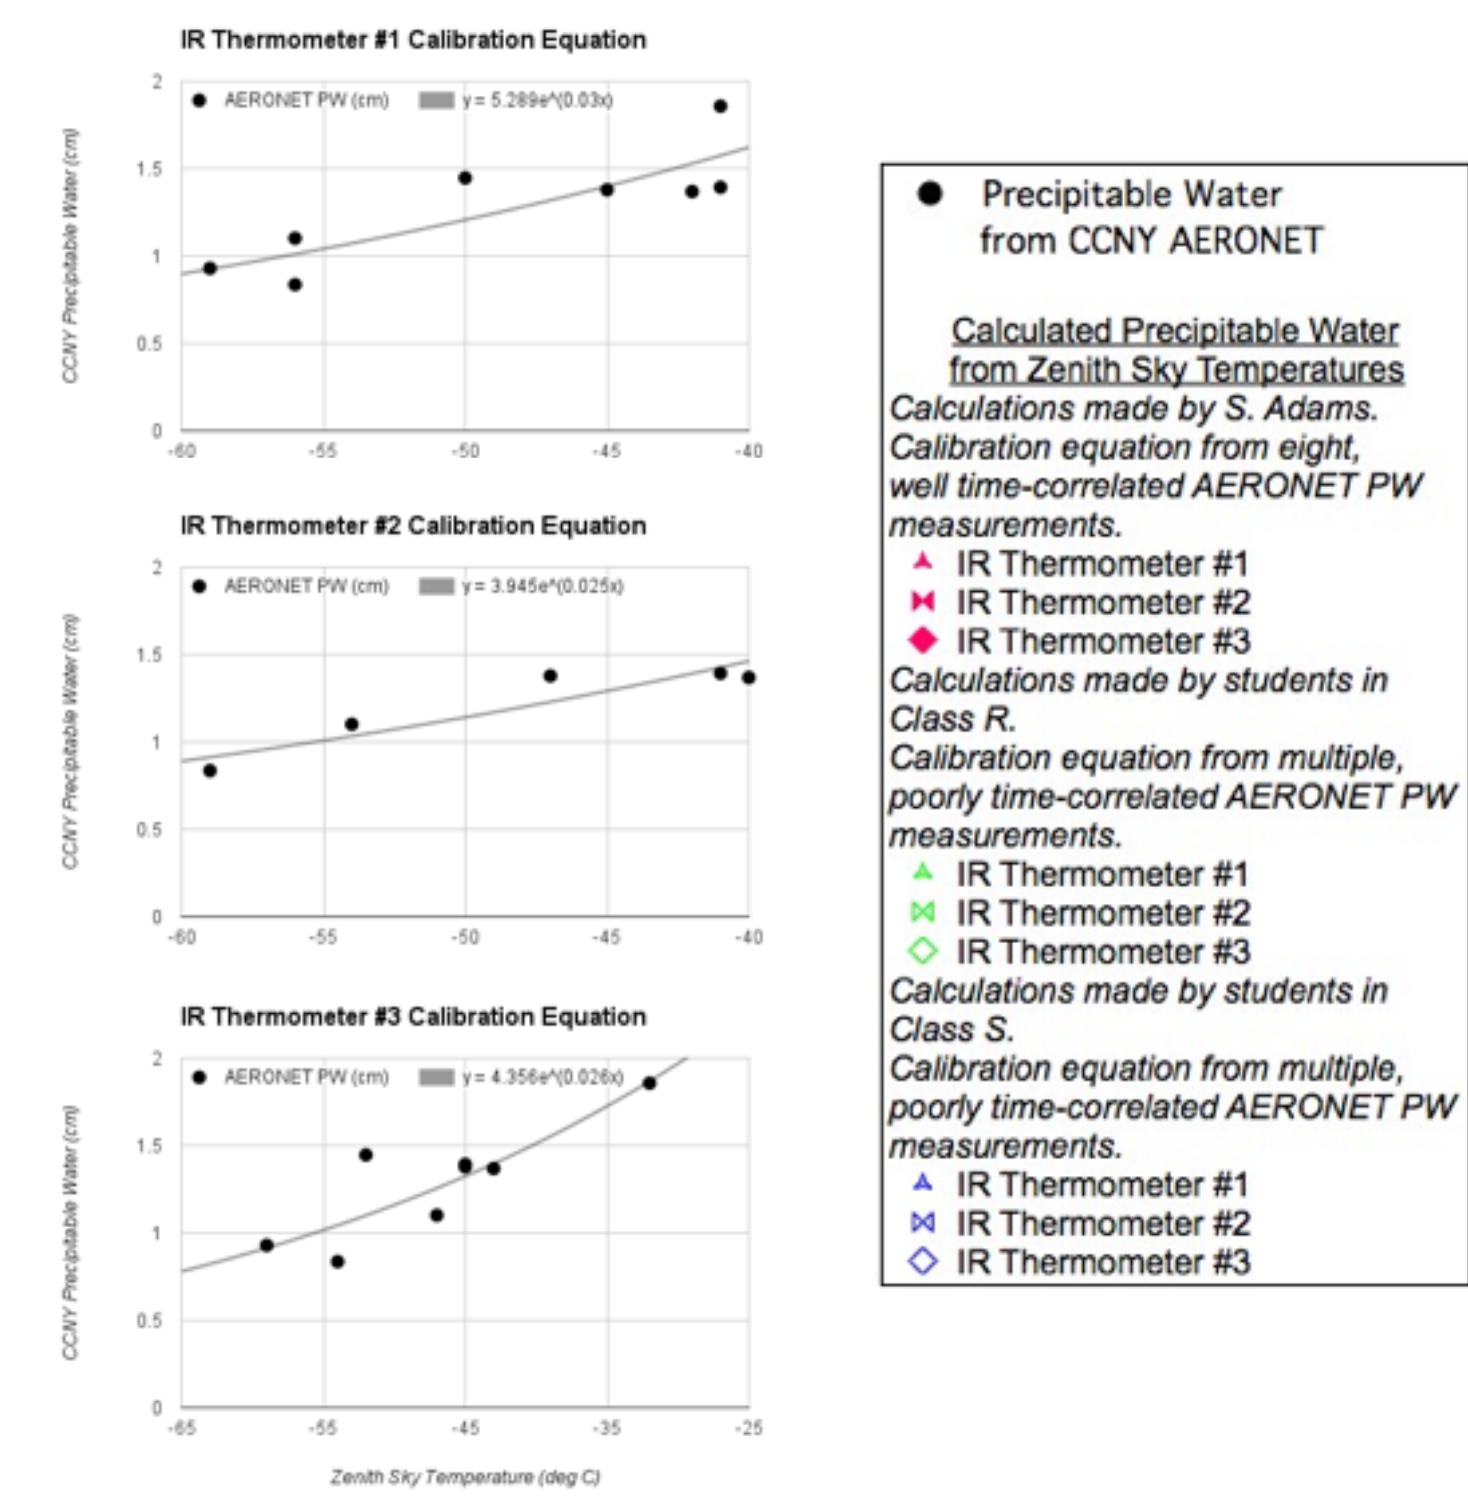 IR Thermometer #1 Calibration Equation
AERONET PW (cm) y = 5.289e^(0.03x)
CCNY Precipitable Water (cm)
2
1.5
1
0.5
0
-60 -55 -50 -45 -40
IR Thermometer #2 Calibration Equation
AERONET PW (cm) y = 3.945e^(0.025x)
CCNY Precipitable Water (cm)
2
1.5
1
0.5
0
-60 -55 -50 -45 -40
IR Thermometer #3 Calibration Equation
AERONET PW (cm) y = 4.356e^(0.026x)
CCNY Precipitable Water (cm)
2
1.5
1
0.5
0
-65 -55 -45 -35 -25
Zenith Sky Temperature (deg C)
Precipitable Water
from CCNY AERONET
Calculated Precipitable Water
from Zenith Sky Temperatures
Calculations made by S. Adams.
Calibration equation from eight,
well time-correlated AERONET PW
measurements.
IR Thermometer #1
IR Thermometer #2
IR Thermometer #3
Calculations made by students in
Class R.
Calibration equation from multiple,
poorly time-correlated AERONET PW
measurements.
IR Thermometer #1
IR Thermometer #2
IR Thermometer #3
Calculations made by students in
Class S.
Calibration equation from multiple,
poorly time-correlated AERONET PW
measurements.
IR Thermometer #1
IR Thermometer #2
IR Thermometer #3